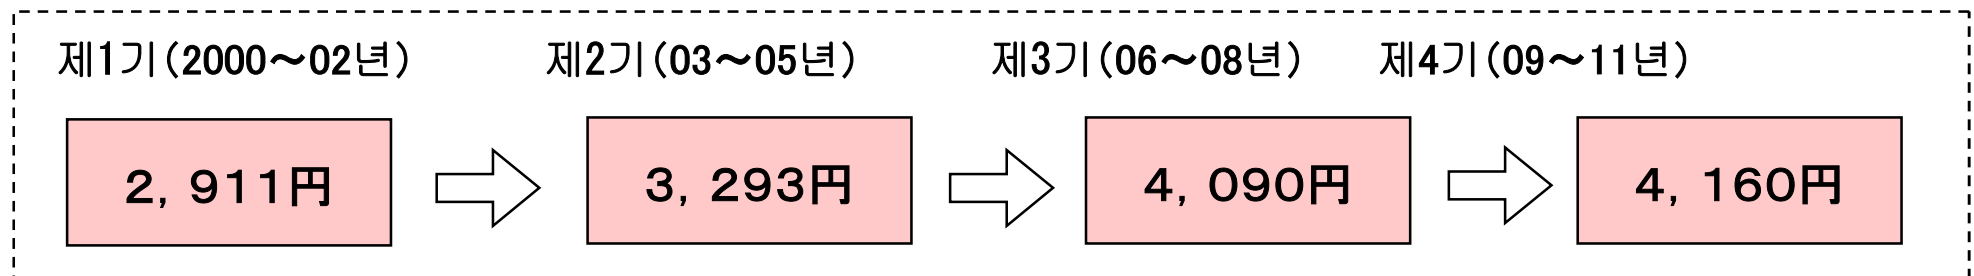 제1기(2000～02년) 제2기(03～05년) 제3기(06～08년) 제4기(09～11년)
2, 911円 3, 293円 4, 090円 4, 160円